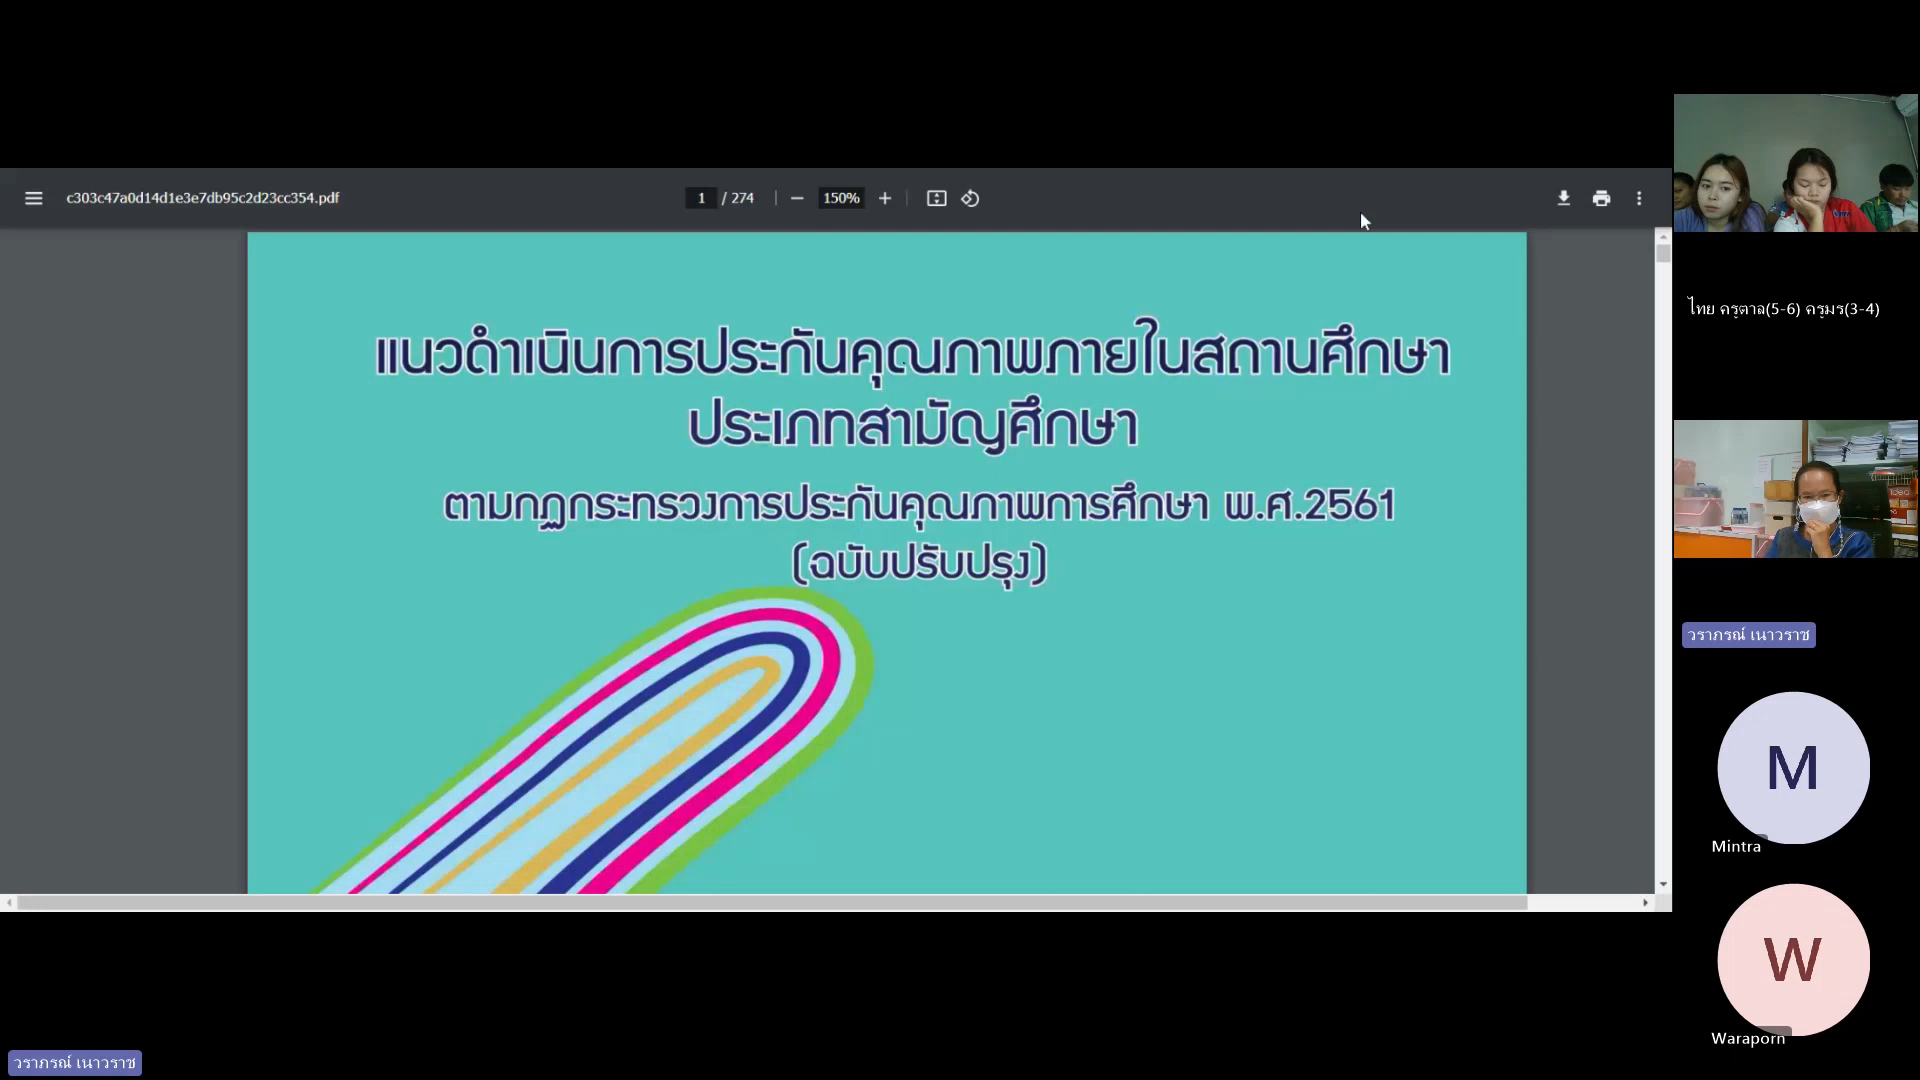 c303c47a0d14d1e3e7db95c2d23cc354.pdf
1 / 274
150%
แนวดำเนินการประกันคุณภาพภายในสถานศึกษา
ประเภทสามัญศึกษา
ตามกฎกระทรวงการประกันคุณภาพการศึกษา พ.ศ.2561
(ฉบับปรับปรุง)
ไทย ครูตาล(5-6) ครูมร(3-4)
วราภรณ์ เนาวราช
M
Mintra
W
Waraporn
วราภรณ์ เนาวราช